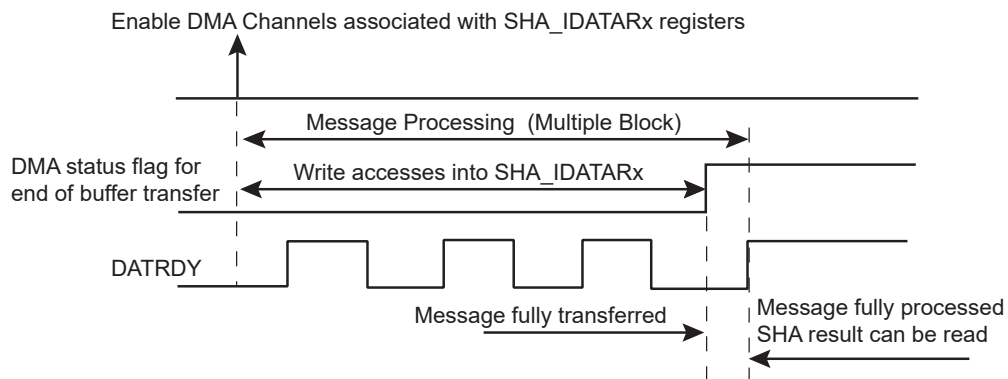 Enable DMA Channels associated with SHA_IDATARx registers
Message Processing (Multiple Block)
DMA status flag for
end of buffer transfer
Write accesses into SHA_IDATARx
DATRDY
Message fully transferred
Message fully processed
SHA result can be read